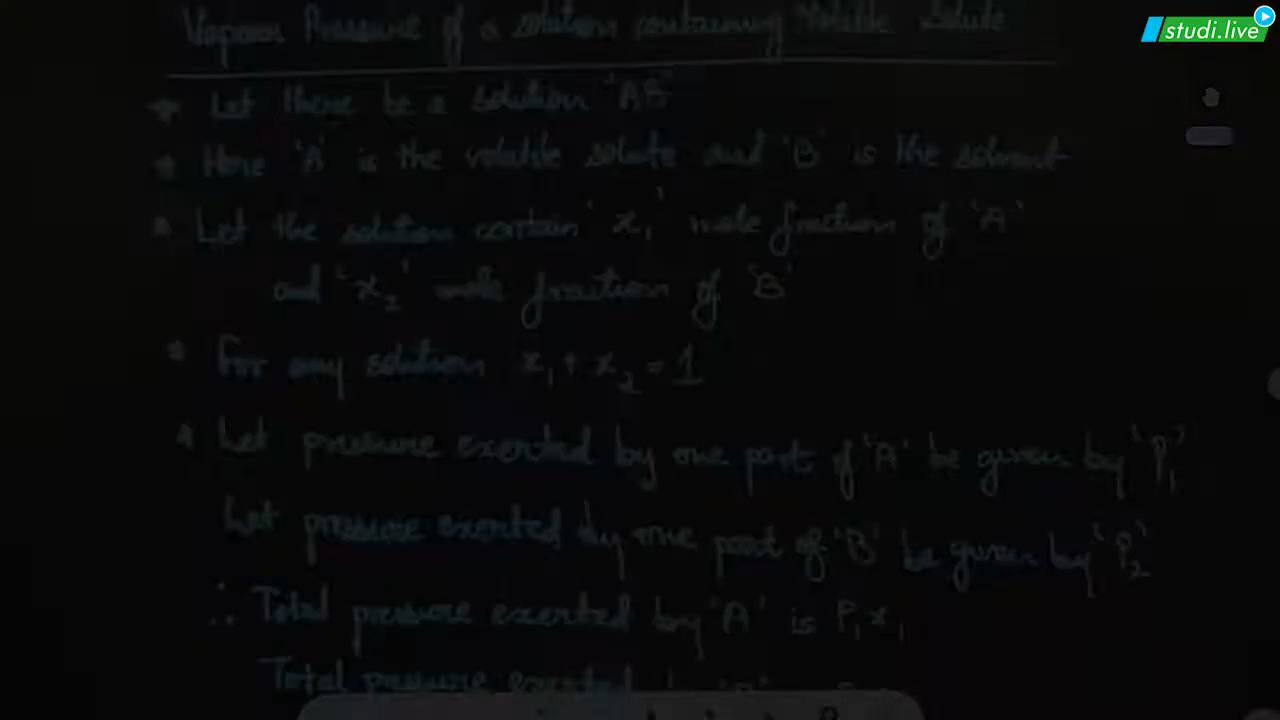 Vapour Pressure of a solution containing Volatile Solute
studi.live
* Let there be a solution 'AB'
* Here 'A' is the volatile solute and 'B' is the solvent
* Let the solution contain 'x₁' mole fraction of 'A'
and 'x₂' mole fraction of 'B'
* For any solution x₁ + x₂ = 1
* Let pressure exerted by one part of 'A' be given by 'P₁'
Let pressure exerted by one part of 'B' be given by 'P₂'
∴ Total pressure exerted by 'A' is P₁x₁
Total pressure exerted